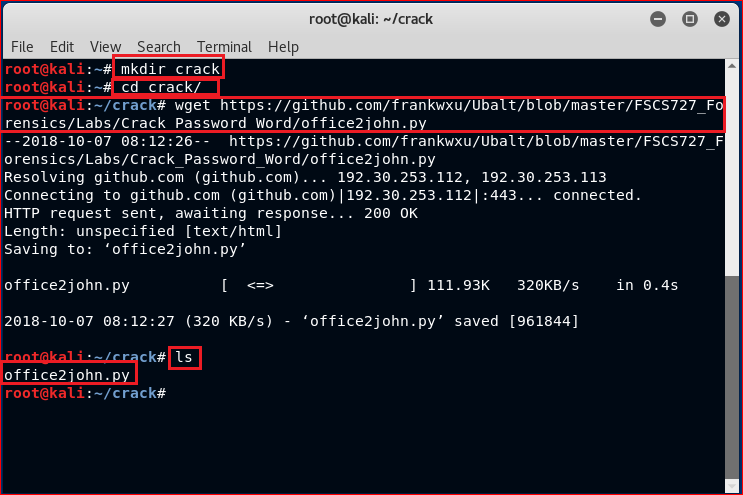 root@kali: ~/crack
File Edit View Search Terminal Help
root@kali:~# mkdir crack
root@kali:~# cd crack/
root@kali:~/crack# wget https://github.com/frankwxu/Ubalt/blob/master/FSCS727_Fo
rensics/Labs/Crack_Password_Word/office2john.py
--2018-10-07 08:12:26--  https://github.com/frankwxu/Ubalt/blob/master/FSCS727_F
orensics/Labs/Crack_Password_Word/office2john.py
Resolving github.com (github.com)... 192.30.253.112, 192.30.253.113
Connecting to github.com (github.com)|192.30.253.112|:443... connected.
HTTP request sent, awaiting response... 200 OK
Length: unspecified [text/html]
Saving to: ‘office2john.py’
office2john.py          [  <=>               ] 111.93K   320KB/s    in 0.4s
2018-10-07 08:12:27 (320 KB/s) - ‘office2john.py’ saved [961844]
root@kali:~/crack# ls
office2john.py
root@kali:~/crack#